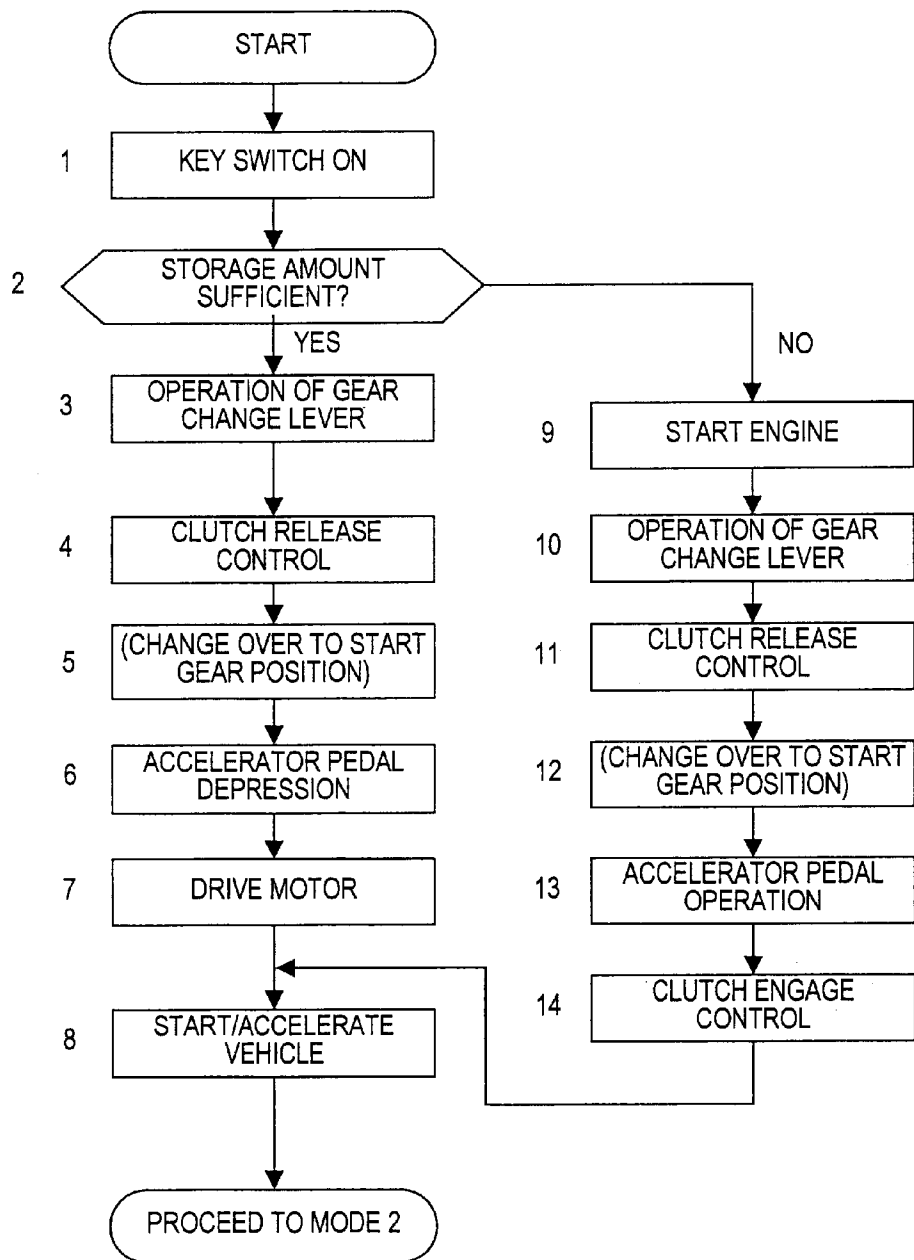 START
1
KEY SWITCH ON
2
STORAGE AMOUNT
SUFFICIENT?
YES
NO
3
OPERATION OF GEAR
CHANGE LEVER
4
CLUTCH RELEASE
CONTROL
5
(CHANGE OVER TO START
GEAR POSITION)
6
ACCELERATOR PEDAL
DEPRESSION
7
DRIVE MOTOR
8
START/ACCELERATE
VEHICLE
PROCEED TO MODE 2
9
START ENGINE
10
OPERATION OF GEAR
CHANGE LEVER
11
CLUTCH RELEASE
CONTROL
12
(CHANGE OVER TO START
GEAR POSITION)
13
ACCELERATOR PEDAL
OPERATION
14
CLUTCH ENGAGE
CONTROL